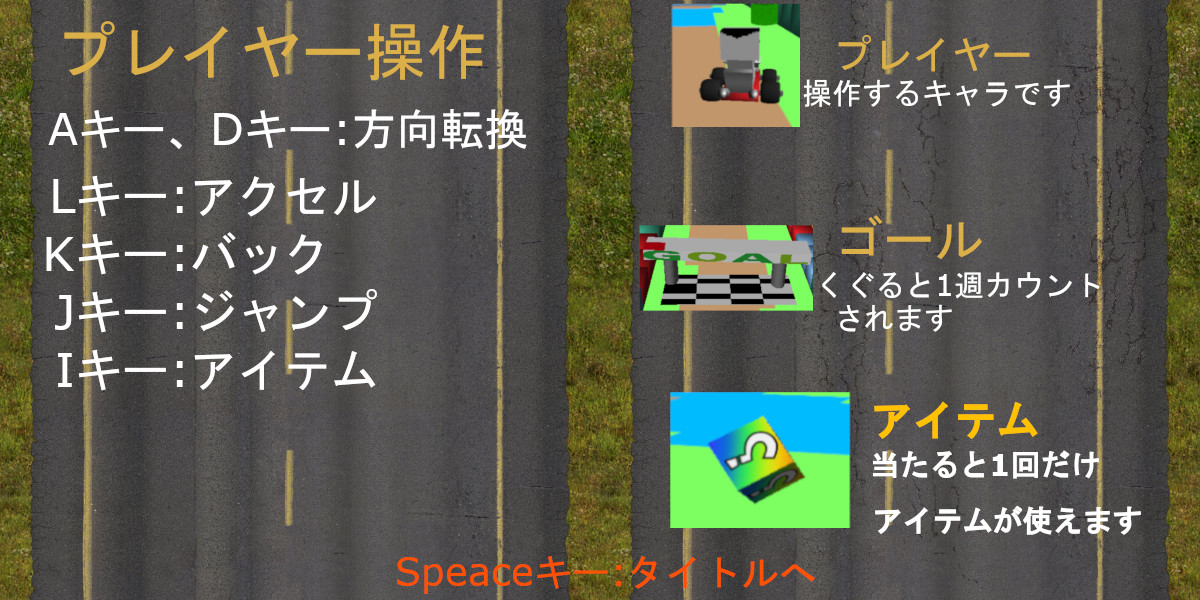 プレイヤー操作
Aキー、Dキー:方向転換
Lキー:アクセル
Kキー:バック
Jキー:ジャンプ
Iキー:アイテム
プレイヤー
操作するキャラです
GOAL
ゴール
くぐると1週カウント
されます
?
アイテム
当たると1回だけ
アイテムが使えます
Speaceキー:タイトルへ